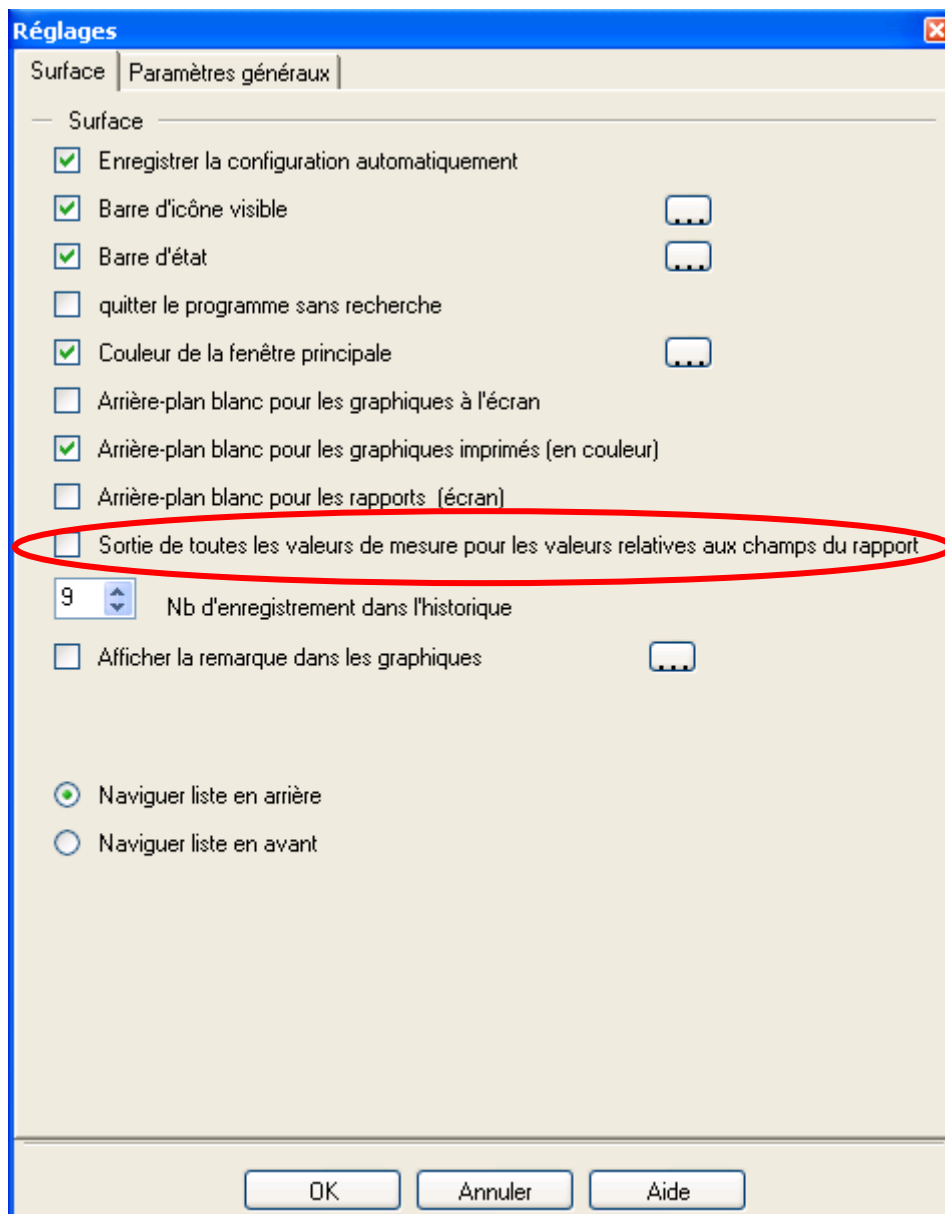 Réglages
Surface
Paramètres généraux
Surface
Enregistrer la configuration automatiquement
Barre d'icône visible ...
Barre d'état ...
quitter le programme sans recherche
Couleur de la fenêtre principale ...
Arrière-plan blanc pour les graphiques à l'écran
Arrière-plan blanc pour les graphiques imprimés (en couleur)
Arrière-plan blanc pour les rapports (écran)
Sortie de toutes les valeurs de mesure pour les valeurs relatives aux champs du rapport
9 Nb d'enregistrement dans l'historique
Afficher la remarque dans les graphiques ...
Naviguer liste en arrière
Naviguer liste en avant
OK Annuler Aide